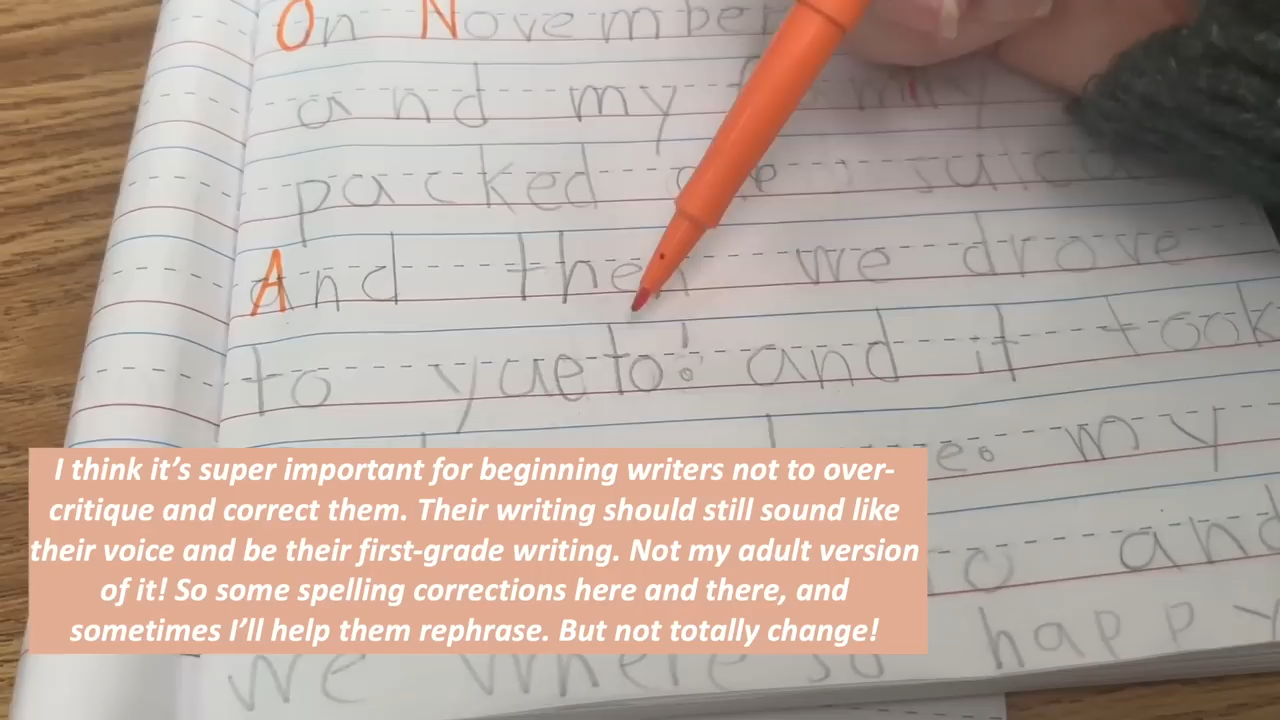 On November
and my
packed
And then we drove
to yueto! and it took
e. my
I think it's super important for beginning writers not to over-
critique and correct them. Their writing should still sound like
their voice and be their first-grade writing. Not my adult version
of it! So some spelling corrections here and there, and
sometimes I'll help them rephrase. But not totally change!
and
happy
we where so